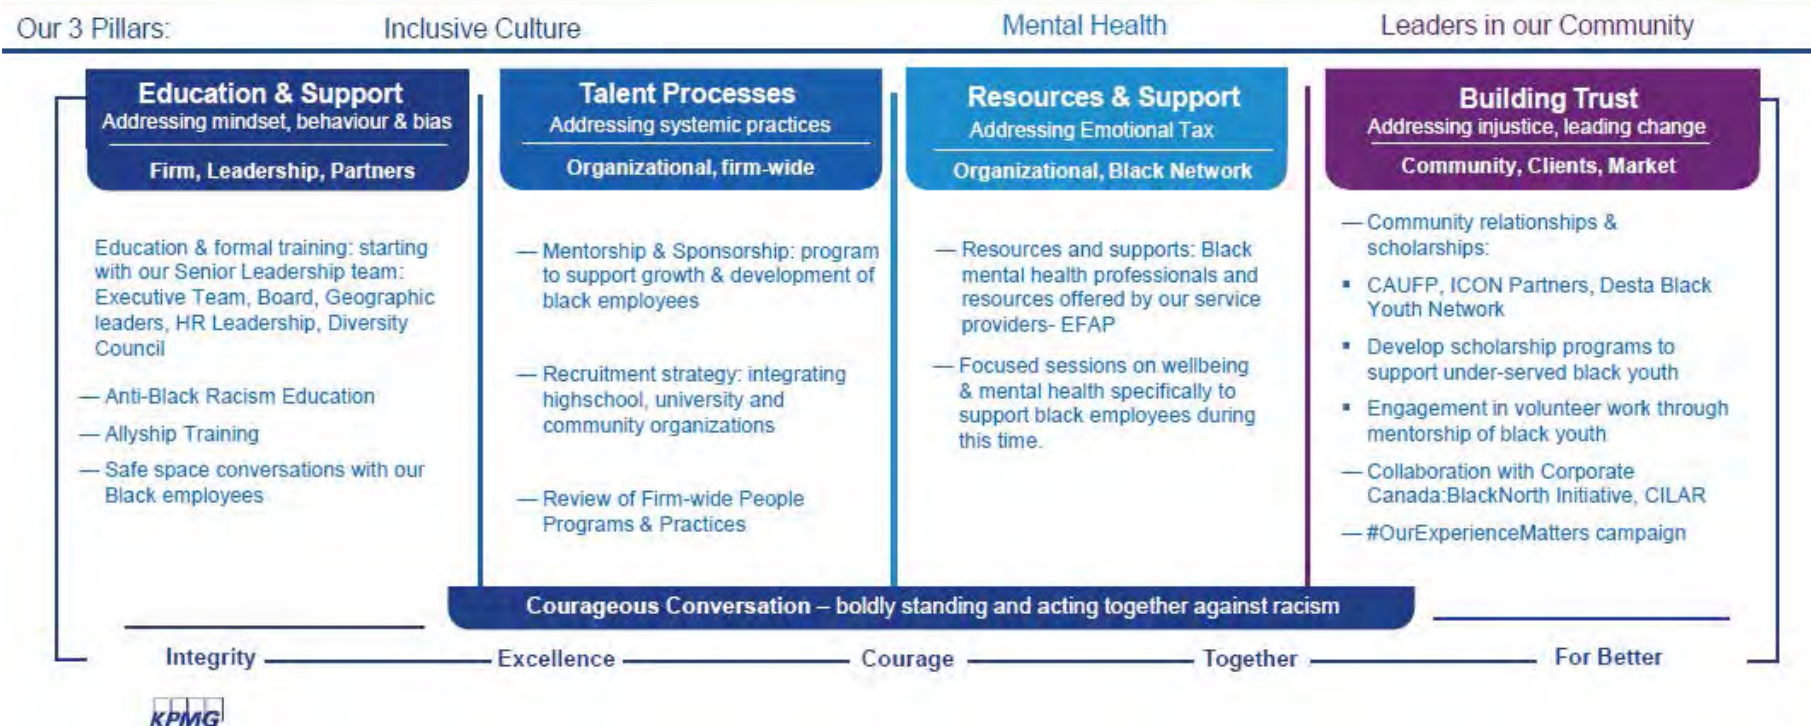 Our 3 Pillars:
Inclusive Culture
Mental Health
Leaders in our Community
Education & Support
Addressing mindset, behaviour & bias
Firm, Leadership, Partners
Education & formal training: starting
with our Senior Leadership team:
Executive Team, Board, Geographic
leaders, HR Leadership, Diversity
Council
— Anti-Black Racism Education
— Allyship Training
— Safe space conversations with our
Black employees
Talent Processes
Addressing systemic practices
Organizational, firm-wide
— Mentorship & Sponsorship: program
to support growth & development of
black employees
— Recruitment strategy: integrating
highschool, university and
community organizations
— Review of Firm-wide People
Programs & Practices
Resources & Support
Addressing Emotional Tax
Organizational, Black Network
— Resources and supports: Black
mental health professionals and
resources offered by our service
providers- EFAP
— Focused sessions on wellbeing
& mental health specifically to
support black employees during
this time.
Building Trust
Addressing injustice, leading change
Community, Clients, Market
— Community relationships &
scholarships:
▪ CAUFP, ICON Partners, Desta Black
Youth Network
▪ Develop scholarship programs to
support under-served black youth
▪ Engagement in volunteer work through
mentorship of black youth
— Collaboration with Corporate
Canada:BlackNorth Initiative, CILAR
— #OurExperienceMatters campaign
Courageous Conversation – boldly standing and acting together against racism
Integrity
Excellence
Courage
Together
For Better
KPMG